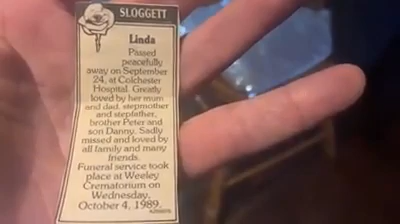 SLOGGETT
Linda
Passed
peacefully
away on September
24, at Colchester
Hospital. Greatly
loved by her mum
and dad, stepmother
and stepfather,
brother Peter and
son Danny. Sadly
missed and loved by
all family and many
friends.
Funeral service took
place at Weeley
Crematorium on
Wednesday,
October 4, 1989.